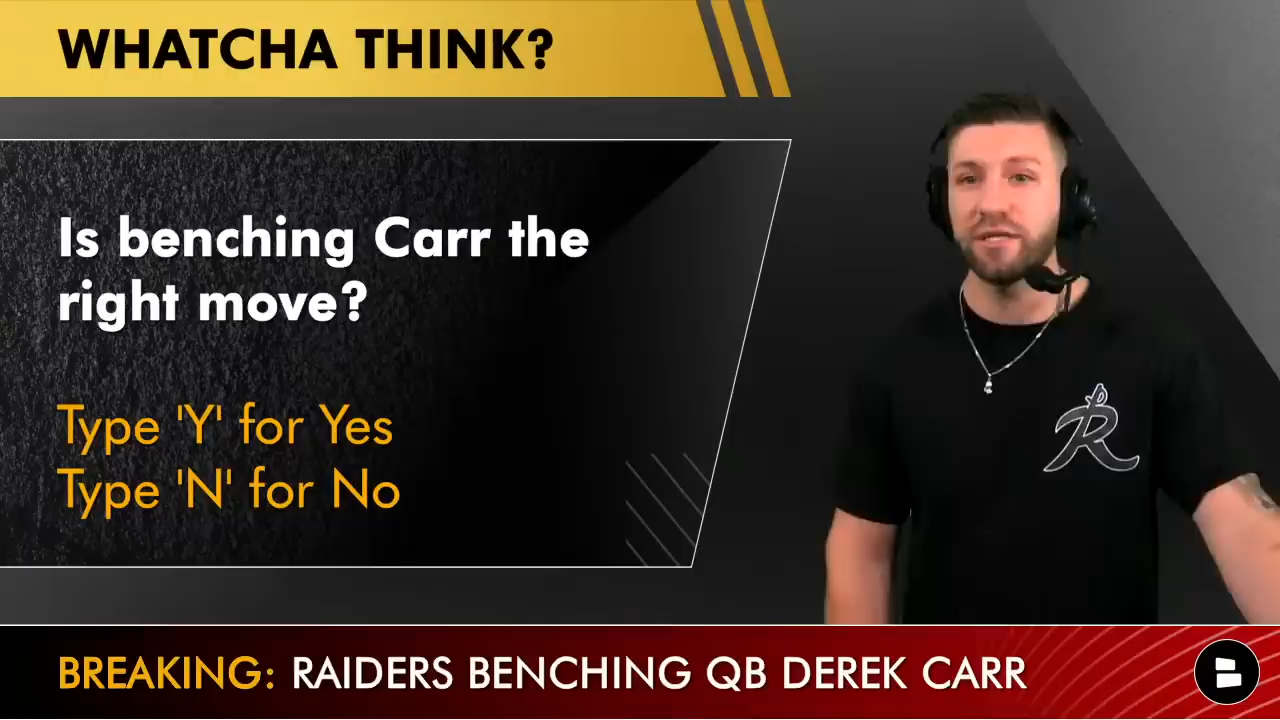 WHATCHA THINK?
Is benching Carr the
right move?
Type 'Y' for Yes
Type 'N' for No
R
BREAKING: RAIDERS BENCHING QB DEREK CARR